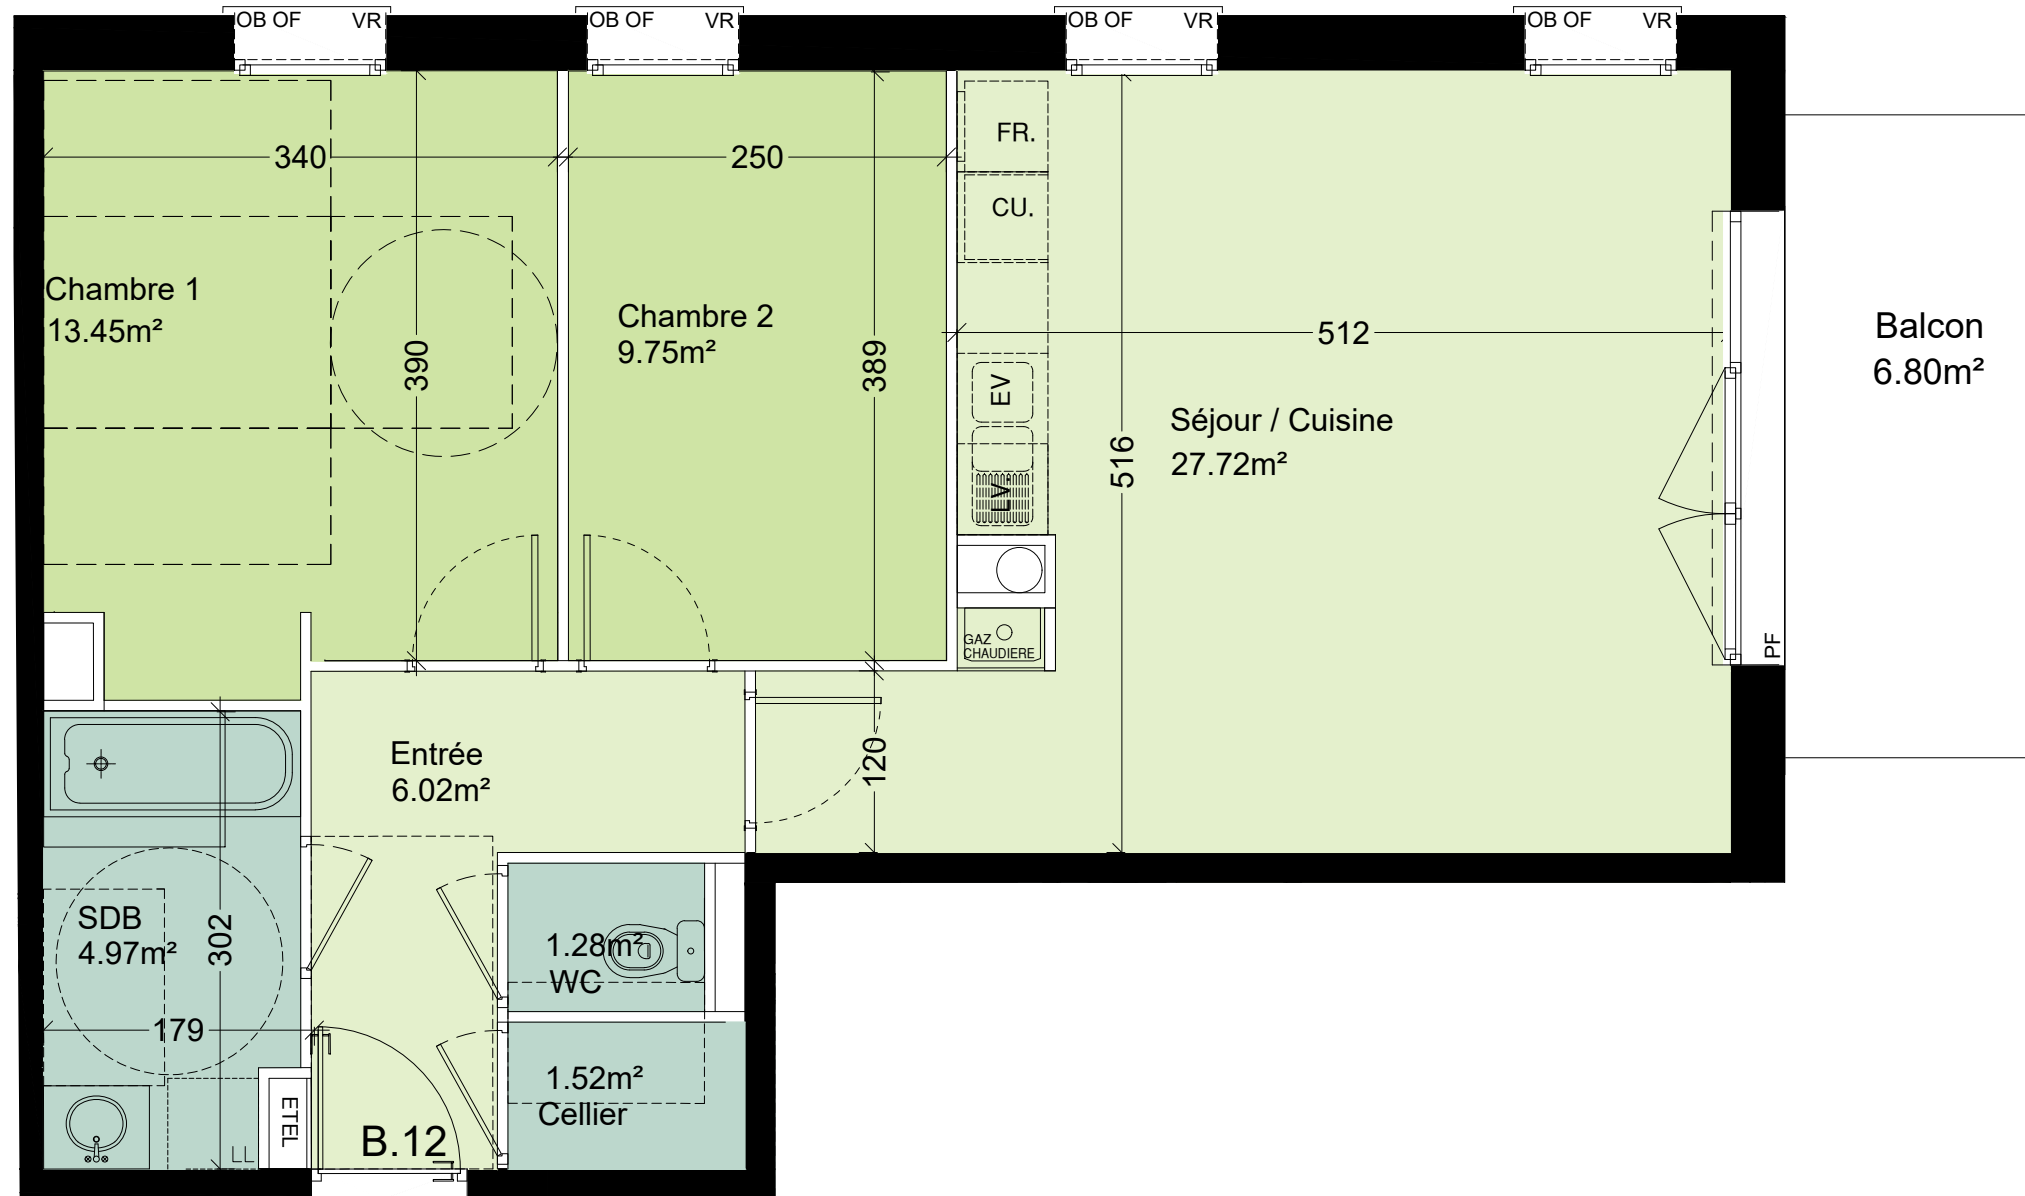 OB OF VR
OB OF VR
OB OF VR
OB OF VR
340
250
FR.
CU.
Chambre 1
13.45m²
390
Chambre 2
9.75m²
389
512
Balcon
6.80m²
EV
LV.
516
Séjour / Cuisine
27.72m²
GAZ
CHAUDIERE
PF
Entrée
6.02m²
120
SDB
4.97m²
302
179
1.28m²
WC
1.52m²
Cellier
ETEL
LL
B.12